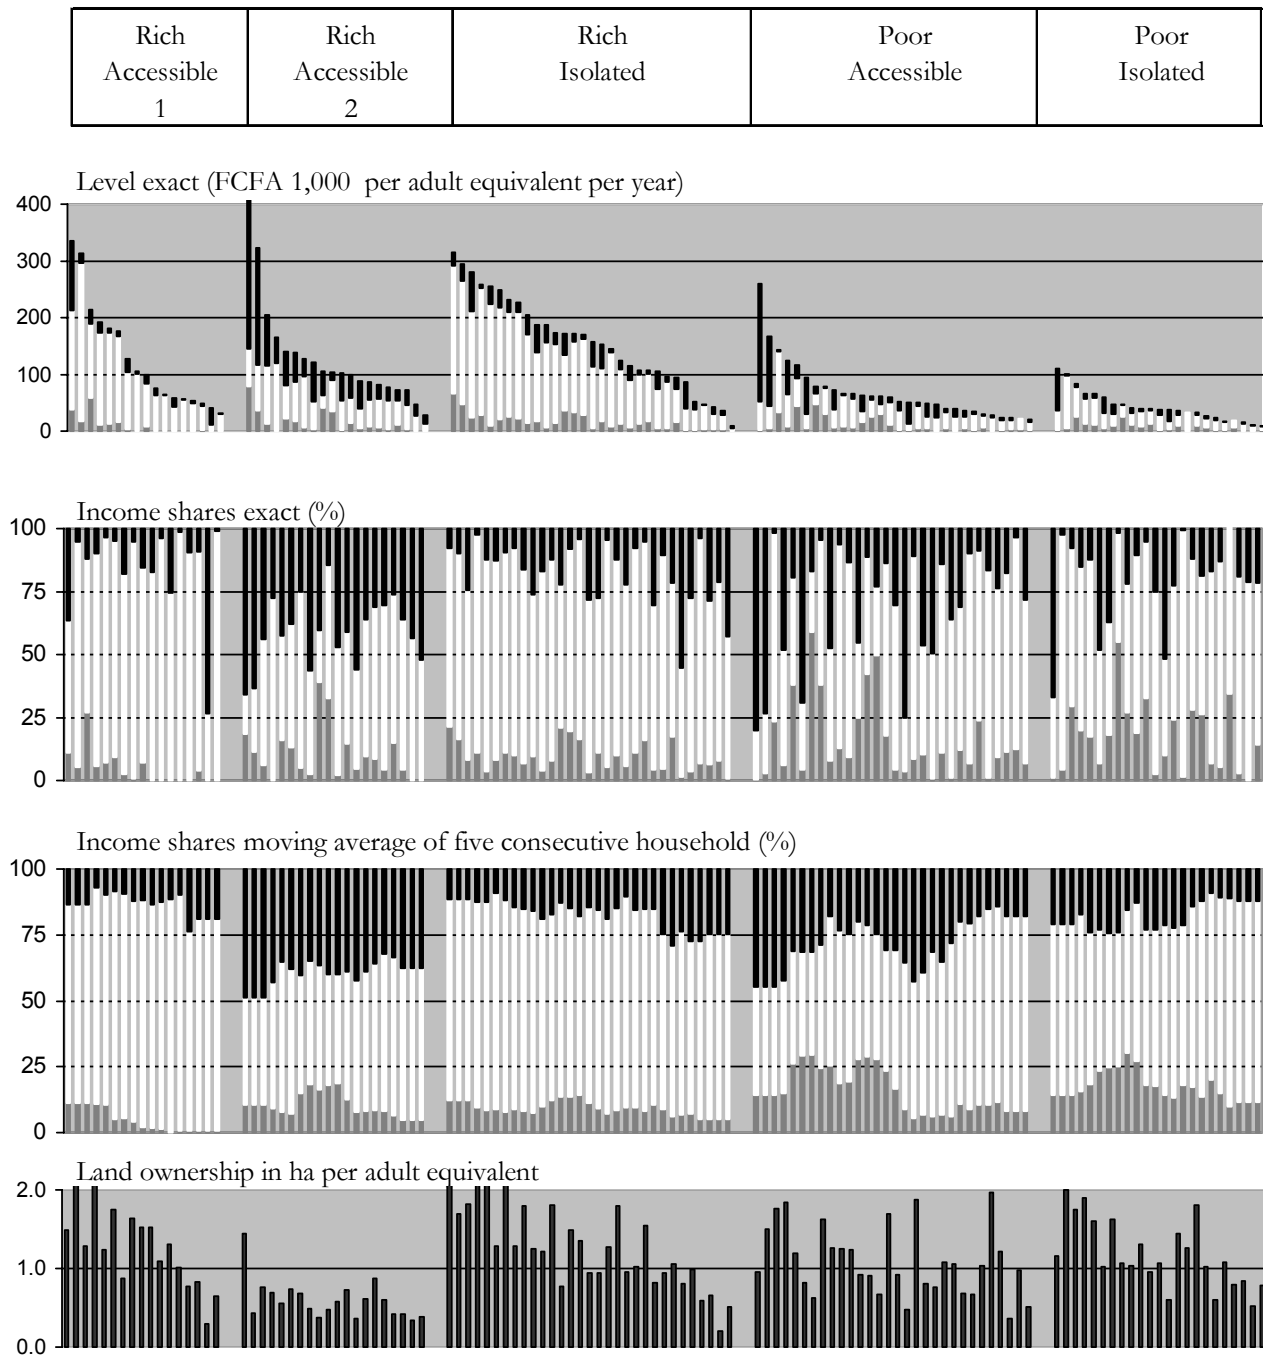 Rich
Accessible
1
Rich
Accessible
2
Rich
Isolated
Poor
Accessible
Poor
Isolated
Level exact (FCFA 1,000 per adult equivalent per year)
400
300
200
100
0
Income shares exact (%)
100
75
50
25
0
Income shares moving average of five consecutive household (%)
100
75
50
25
0
Land ownership in ha per adult equivalent
2.0
1.0
0.0